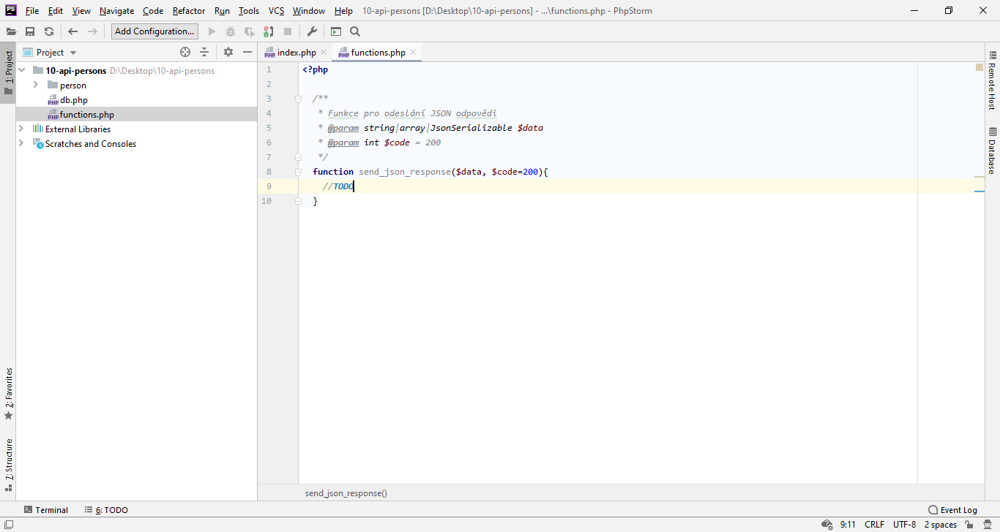 PS File Edit View Navigate Code Refactor Run Tools VCS Window Help 10-api-persons [D:\Desktop\10-api-persons] - ...\functions.php - PhpStorm
Add Configuration...
1: Project
Project
10-api-persons D:\Desktop\10-api-persons
person
PHP db.php
PHP functions.php
External Libraries
Scratches and Consoles
2: Favorites
7: Structure
PHP index.php PHP functions.php
1 <?php
2
3 /**
4 * Funkce pro odeslání JSON odpovědi
5 * @param string|array|JsonSerializable $data
6 * @param int $code = 200
7 */
8 function send_json_response($data, $code=200){
9 //TODO
10 }
send_json_response()
Remote Host
Database
Terminal 6: TODO Event Log
9:11 CRLF UTF-8 2 spaces